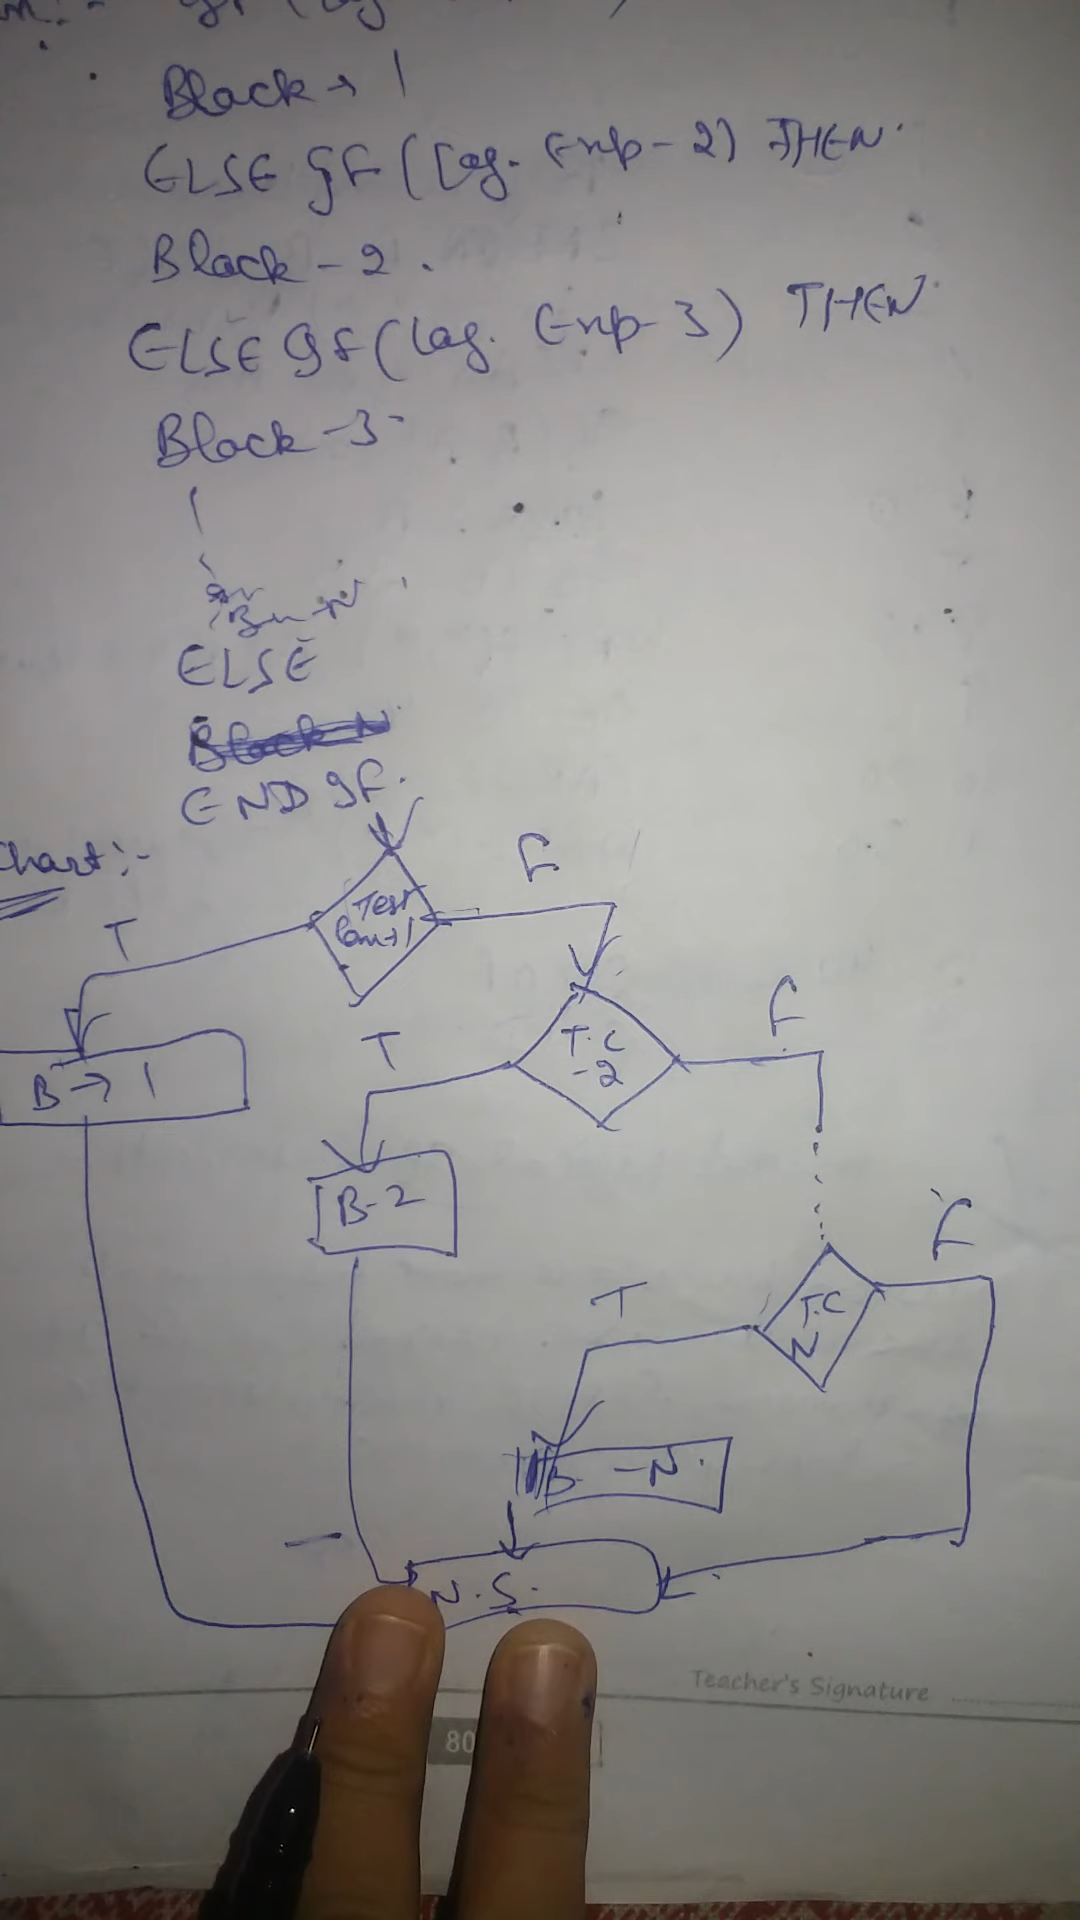 Block → 1
ELSE IF (Log. Exp-2) THEN
Block - 2.
ELSE IF (Log. Exp-3) THEN
Block - 3
ELSE
Block-N
END IF.
Chart:-
Test Con→1
T
F
B → 1
T.C -2
T
F
B-2
T.C N
T
F
B - N.
N.S.
Teacher's Signature
80